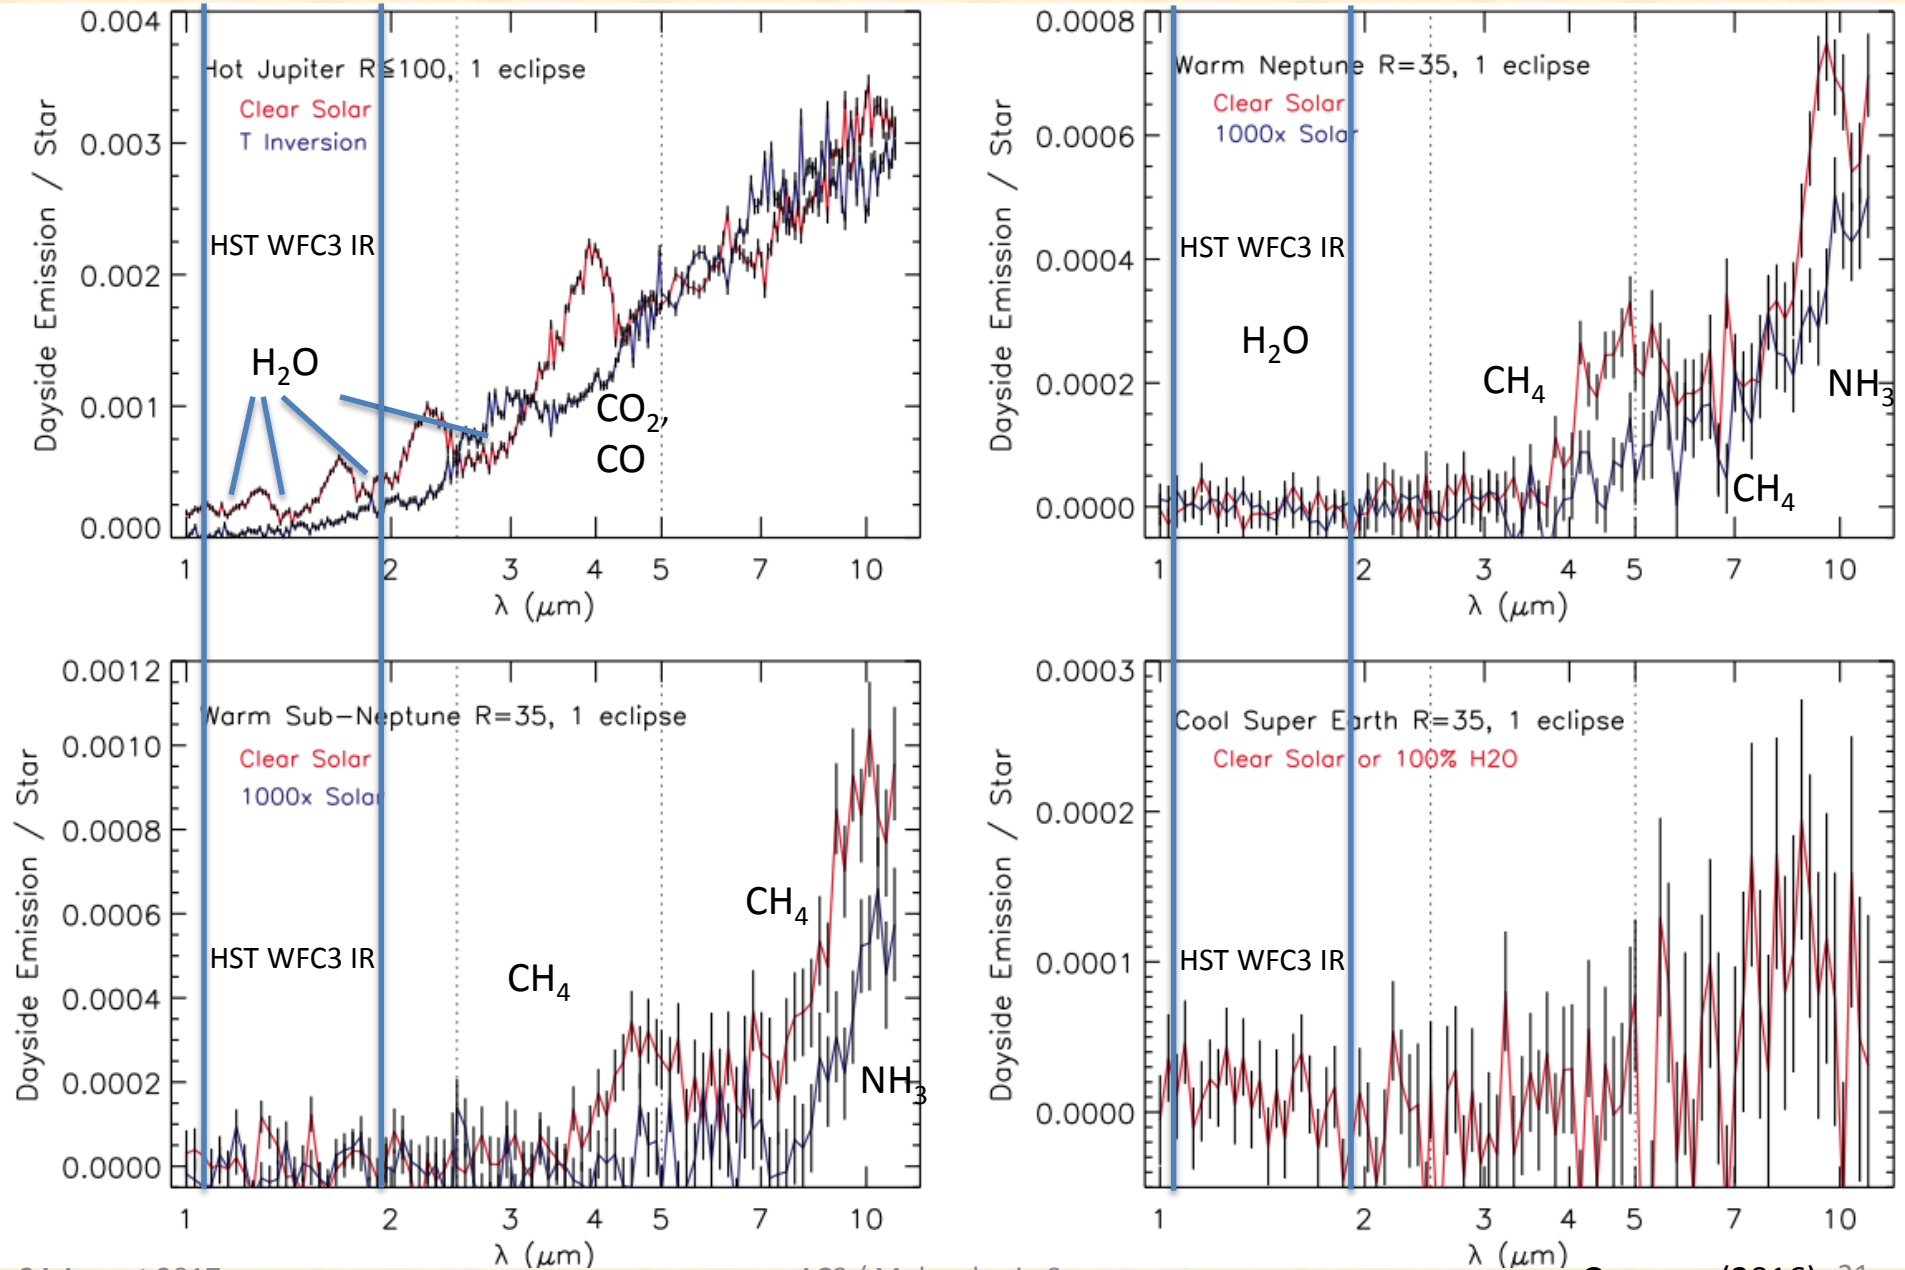 0.004
0.003
0.002
0.001
0.000
Dayside Emission / Star
Hot Jupiter R≦100, 1 eclipse
Clear Solar
T Inversion
HST WFC3 IR
H₂O
CO₂,
CO
1 2 3 4 5 7 10
λ (μm)
0.0008
0.0006
0.0004
0.0002
0.0000
Dayside Emission / Star
Warm Neptune R=35, 1 eclipse
Clear Solar
1000x Solar
HST WFC3 IR
H₂O
CH₄
NH₃
CH₄
1 2 3 4 5 7 10
λ (μm)
0.0012
0.0010
0.0008
0.0006
0.0004
0.0002
0.0000
Dayside Emission / Star
Warm Sub-Neptune R=35, 1 eclipse
Clear Solar
1000x Solar
HST WFC3 IR
CH₄
CH₄
NH₃
1 2 3 4 5 7 10
λ (μm)
0.0003
0.0002
0.0001
0.0000
Dayside Emission / Star
Cool Super Earth R=35, 1 eclipse
Clear Solar or 100% H2O
HST WFC3 IR
1 2 3 4 5 7 10
λ (μm)
(2016)